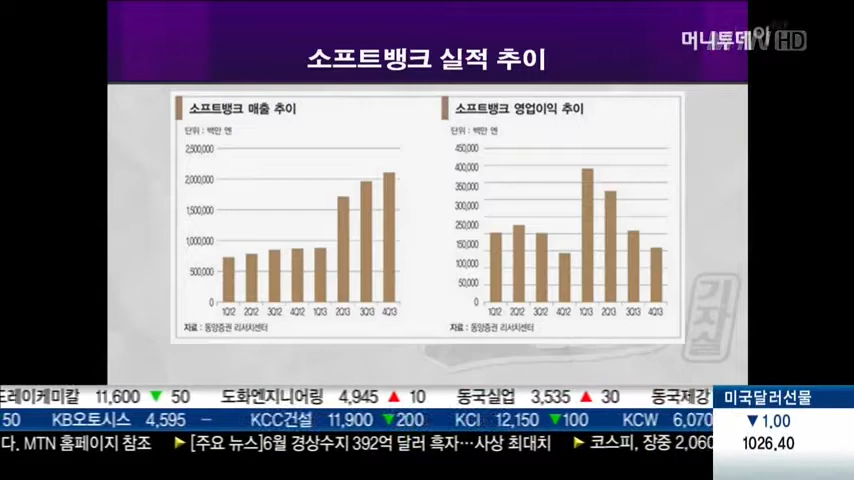 머니투데이
HD
소프트뱅크 실적 추이
소프트뱅크 매출 추이
단위 : 백만 엔
2,500,000
2,000,000
1,500,000
1,000,000
500,000
0
1Q12 2Q12 3Q12 4Q12 1Q13 2Q13 3Q13 4Q13
자료 : 동양증권 리서치센터
소프트뱅크 영업이익 추이
단위 : 백만 엔
450,000
400,000
350,000
300,000
250,000
200,000
150,000
100,000
50,000
0
1Q12 2Q12 3Q12 4Q12 1Q13 2Q13 3Q13 4Q13
자료 : 동양증권 리서치센터
기자실
도레이케미칼 11,600 ▼ 50 도화엔지니어링 4,945 ▲ 10 동국실업 3,535 ▲ 30 동국제강
50 KB오토시스 4,595 – KCC건설 11,900 ▼200 KCI 12,150 ▼100 KCW 6,070
다. MTN 홈페이지 참조 ▶ [주요 뉴스]6월 경상수지 392억 달러 흑자…사상 최대치 ▶ 코스피, 장중 2,060
미국달러선물
▼1.00
1026.40